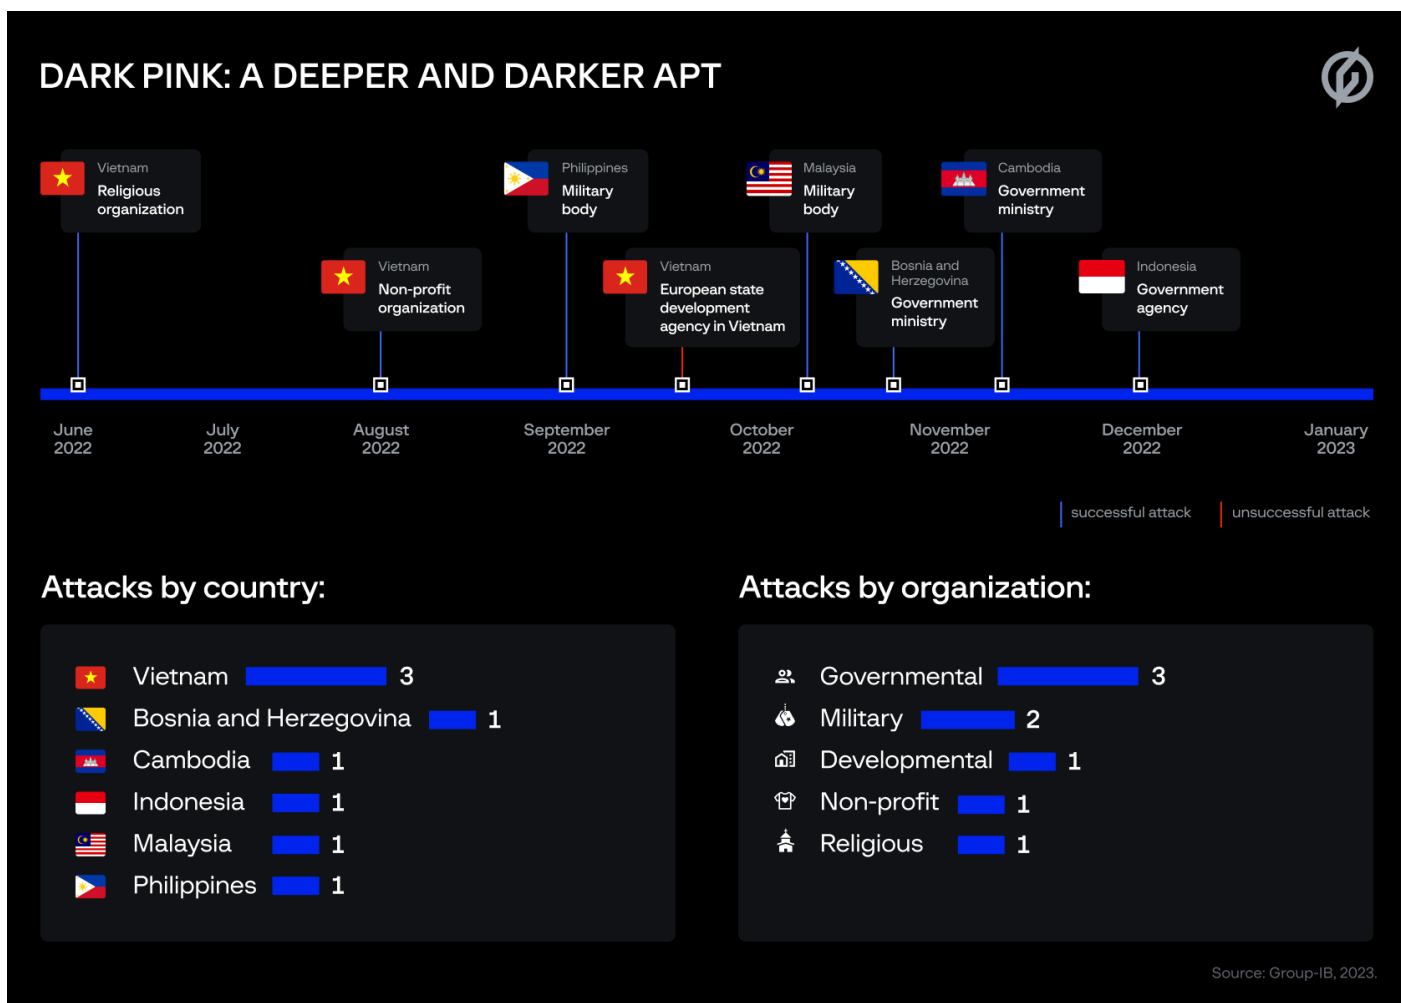 DARK PINK: A DEEPER AND DARKER APT
Vietnam
Religious
organization
Philippines
Military
body
Malaysia
Military
body
Cambodia
Government
ministry
Vietnam
Non-profit
organization
Vietnam
European state
development
agency in Vietnam
Bosnia and
Herzegovina
Government
ministry
Indonesia
Government
agency
June
2022
July
2022
August
2022
September
2022
October
2022
November
2022
December
2022
January
2023
successful attack
unsuccessful attack
Attacks by country:
Vietnam 3
Bosnia and Herzegovina 1
Cambodia 1
Indonesia 1
Malaysia 1
Philippines 1
Attacks by organization:
Governmental 3
Military 2
Developmental 1
Non-profit 1
Religious 1
Source: Group-IB, 2023.